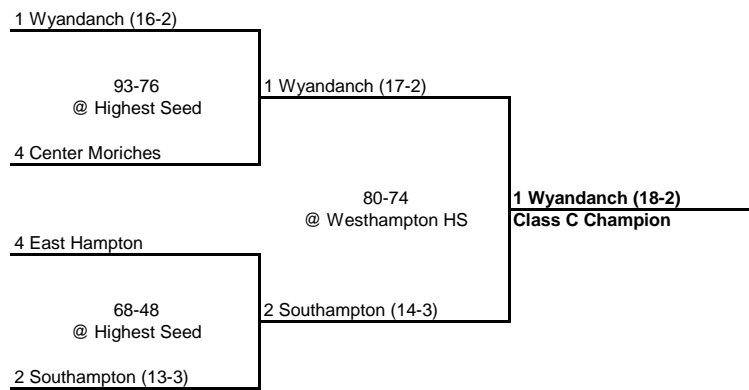 1 Wyandanch (16-2)
93-76
@ Highest Seed
1 Wyandanch (17-2)
4 Center Moriches
80-74
@ Westhampton HS
1 Wyandanch (18-2)
Class C Champion
4 East Hampton
68-48
@ Highest Seed
2 Southampton (14-3)
2 Southampton (13-3)